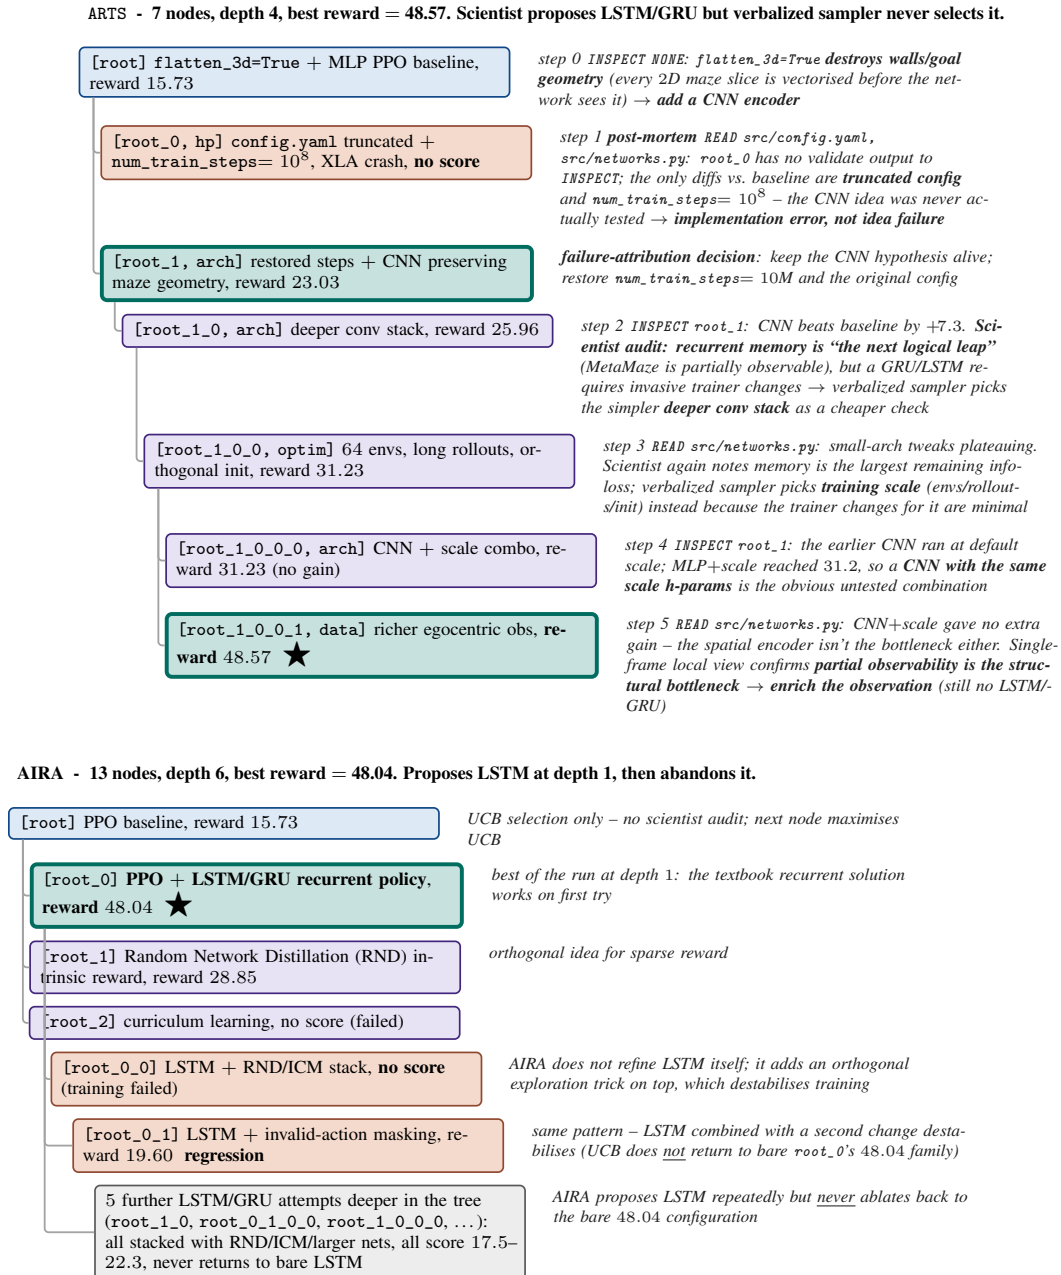 ARTS - 7 nodes, depth 4, best reward = 48.57. Scientist proposes LSTM/GRU but verbalized sampler never selects it.
[root] flatten_3d=True + MLP PPO baseline,
reward 15.73
step 0 INSPECT NONE: flatten_3d=True destroys walls/goal
geometry (every 2D maze slice is vectorised before the net-
work sees it) → add a CNN encoder
[root_0, hp] config.yaml truncated +
num_train_steps= 10⁸, XLA crash, no score
step 1 post-mortem READ src/config.yaml,
src/networks.py: root_0 has no validate output to
INSPECT; the only diffs vs. baseline are truncated config
and num_train_steps= 10⁸ – the CNN idea was never ac-
tually tested → implementation error, not idea failure
[root_1, arch] restored steps + CNN preserving
maze geometry, reward 23.03
failure-attribution decision: keep the CNN hypothesis alive;
restore num_train_steps= 10M and the original config
[root_1_0, arch] deeper conv stack, reward 25.96
step 2 INSPECT root_1: CNN beats baseline by +7.3. Sci-
entist audit: recurrent memory is “the next logical leap”
(MetaMaze is partially observable), but a GRU/LSTM re-
quires invasive trainer changes → verbalized sampler picks
the simpler deeper conv stack as a cheaper check
[root_1_0_0, optim] 64 envs, long rollouts, or-
thogonal init, reward 31.23
step 3 READ src/networks.py: small-arch tweaks plateauing.
Scientist again notes memory is the largest remaining info-
loss; verbalized sampler picks training scale (envs/rollout-
s/init) instead because the trainer changes for it are minimal
[root_1_0_0_0, arch] CNN + scale combo, re-
ward 31.23 (no gain)
step 4 INSPECT root_1: the earlier CNN ran at default
scale; MLP+scale reached 31.2, so a CNN with the same
scale h-params is the obvious untested combination
[root_1_0_0_1, data] richer egocentric obs, re-
ward 48.57 ★
step 5 READ src/networks.py: CNN+scale gave no extra
gain – the spatial encoder isn’t the bottleneck either. Single-
frame local view confirms partial observability is the struc-
tural bottleneck → enrich the observation (still no LSTM/-
GRU)
AIRA - 13 nodes, depth 6, best reward = 48.04. Proposes LSTM at depth 1, then abandons it.
[root] PPO baseline, reward 15.73
UCB selection only – no scientist audit; next node maximises
UCB
[root_0] PPO + LSTM/GRU recurrent policy,
reward 48.04 ★
best of the run at depth 1: the textbook recurrent solution
works on first try
[root_1] Random Network Distillation (RND) in-
trinsic reward, reward 28.85
orthogonal idea for sparse reward
[root_2] curriculum learning, no score (failed)
[root_0_0] LSTM + RND/ICM stack, no score
(training failed)
AIRA does not refine LSTM itself; it adds an orthogonal
exploration trick on top, which destabilises training
[root_0_1] LSTM + invalid-action masking, re-
ward 19.60 regression
same pattern – LSTM combined with a second change desta-
bilises (UCB does not return to bare root_0’s 48.04 family)
5 further LSTM/GRU attempts deeper in the tree
(root_1_0, root_0_1_0_0, root_1_0_0_0, ...):
all stacked with RND/ICM/larger nets, all score 17.5–
22.3, never returns to bare LSTM
AIRA proposes LSTM repeatedly but never ablates back to
the bare 48.04 configuration